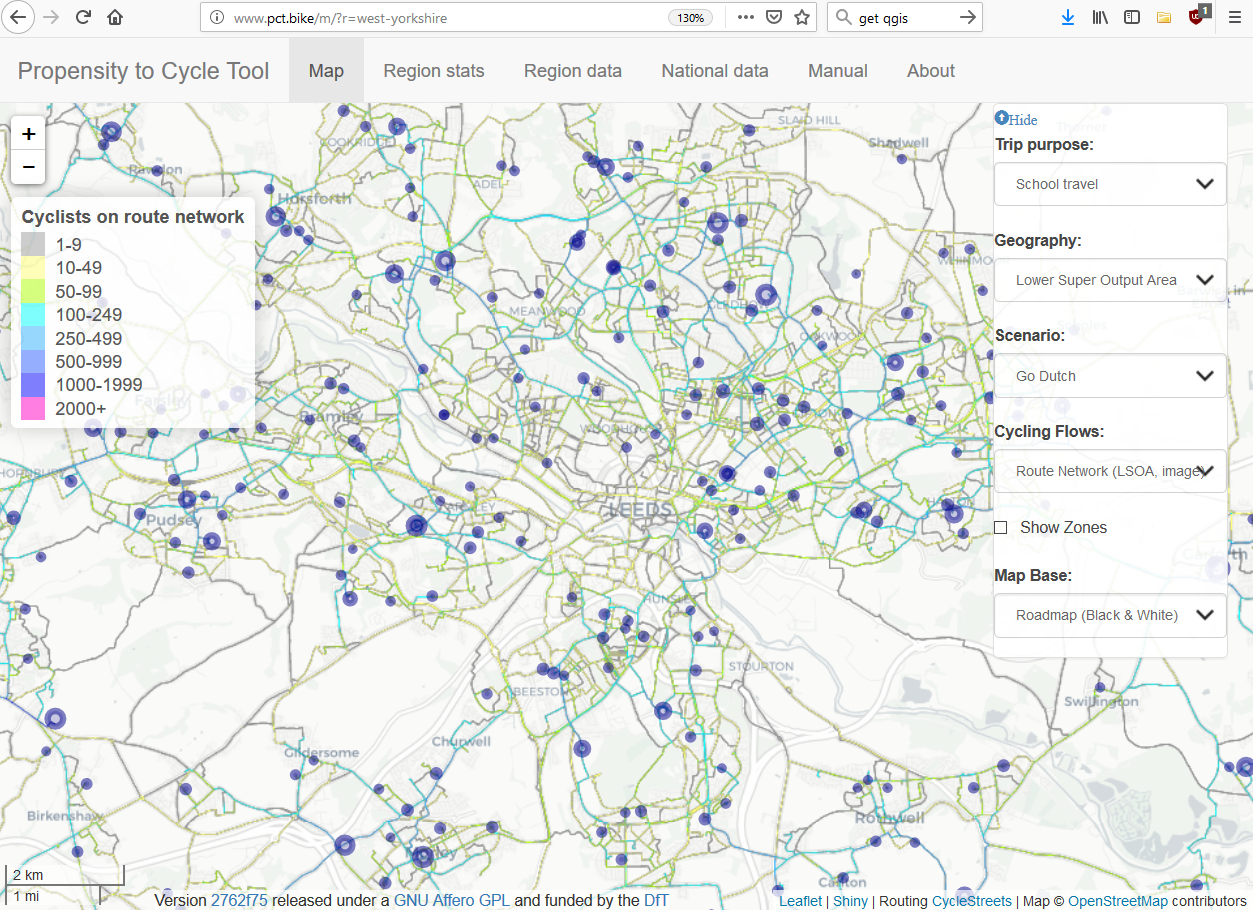 www.pct.bike/m/?r=west-yorkshire
130%
get qgis
1
Propensity to Cycle Tool
Map
Region stats
Region data
National data
Manual
About
+
−
Cyclists on route network
1-9
10-49
50-99
100-249
250-499
500-999
1000-1999
2000+
Hide
Trip purpose:
School travel
Geography:
Lower Super Output Area
Scenario:
Go Dutch
Cycling Flows:
Route Network (LSOA, image
Show Zones
Map Base:
Roadmap (Black & White)
SLAID HILL
COOKRIDGE
Shadwell
Rawdon
ADEL
Horsforth
MEANWOOD
OAKWOOD
Farsley
Bramley
LEEDS
Pudsey
STOURTON
BEESTON
Swillington
Churwell
Gildersome
Birkenshaw
Rothwell
Morley
Carlton
2 km
1 mi
Version 2762f75 released under a GNU Affero GPL and funded by the DfT
Leaflet | Shiny | Routing CycleStreets | Map © OpenStreetMap contributors